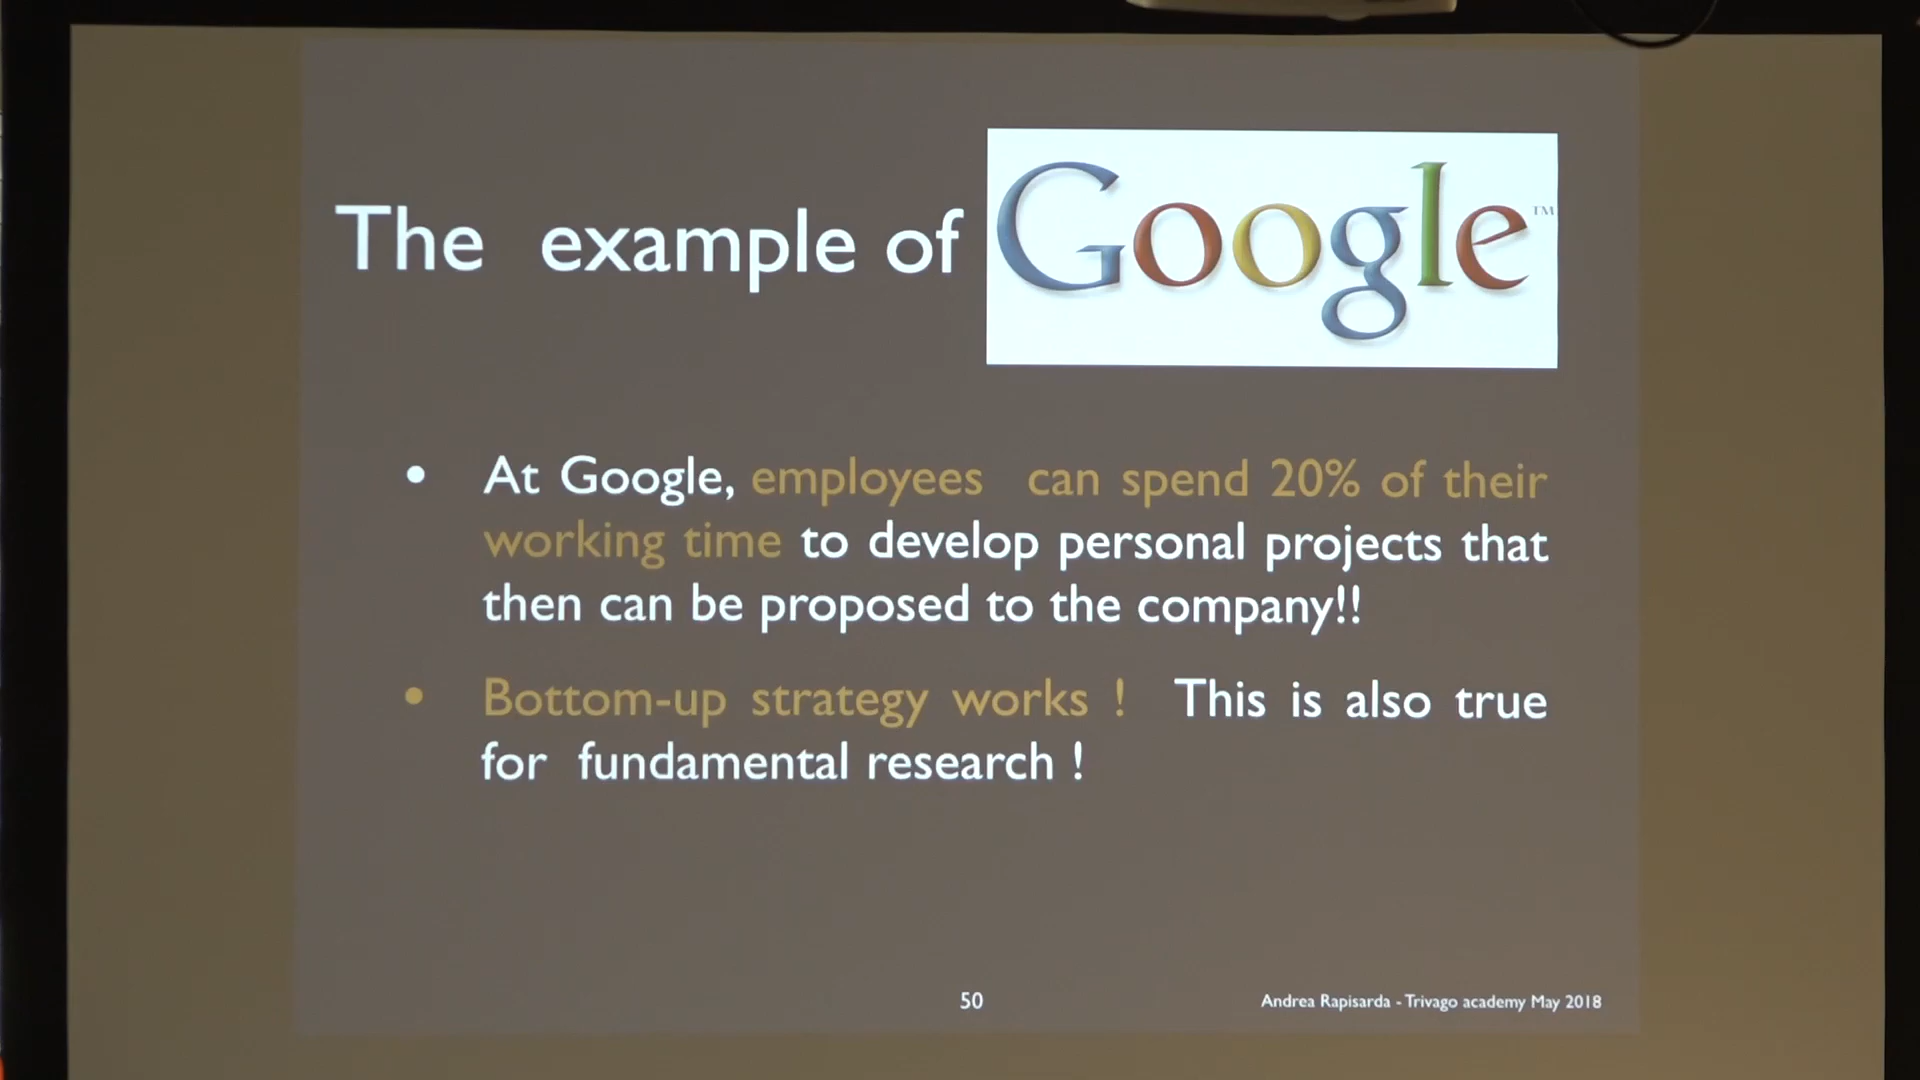 The example of Google™
• At Google, employees can spend 20% of their
working time to develop personal projects that
then can be proposed to the company!!
• Bottom-up strategy works ! This is also true
for fundamental research !
50
Andrea Rapisarda - Trivago academy May 2018